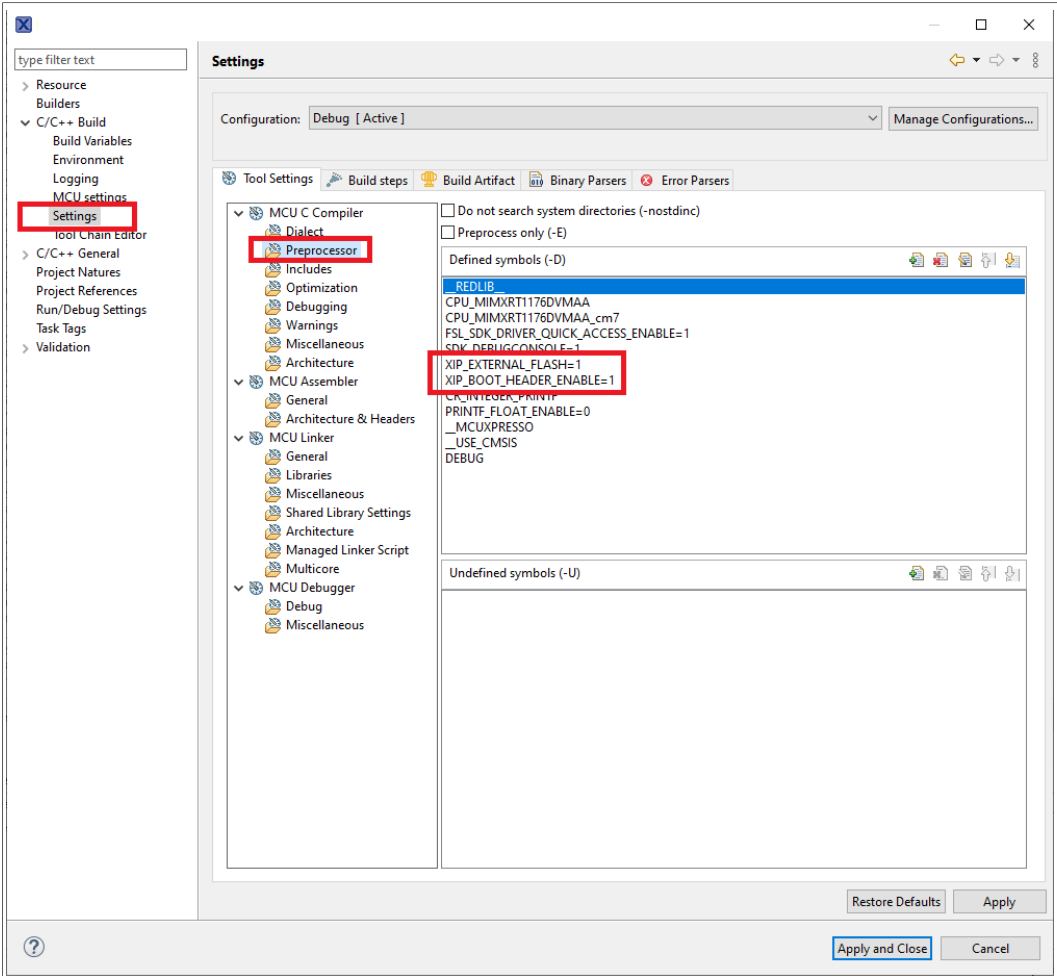 type filter text
Resource
Builders
C/C++ Build
Build Variables
Environment
Logging
MCU settings
Settings
Tool Chain Editor
C/C++ General
Project Natures
Project References
Run/Debug Settings
Task Tags
Validation
Settings
Configuration: Debug [ Active ] Manage Configurations...
Tool Settings Build steps Build Artifact Binary Parsers Error Parsers
MCU C Compiler
Dialect
Preprocessor
Includes
Optimization
Debugging
Warnings
Miscellaneous
Architecture
MCU Assembler
General
Architecture & Headers
MCU Linker
General
Libraries
Miscellaneous
Shared Library Settings
Architecture
Managed Linker Script
Multicore
MCU Debugger
Debug
Miscellaneous
Do not search system directories (-nostdinc)
Preprocess only (-E)
Defined symbols (-D)
__REDLIB__
CPU_MIMXRT1176DVMAA
CPU_MIMXRT1176DVMAA_cm7
FSL_SDK_DRIVER_QUICK_ACCESS_ENABLE=1
SDK_DEBUGCONSOLE=1
XIP_EXTERNAL_FLASH=1
XIP_BOOT_HEADER_ENABLE=1
CR_INTEGER_PRINTF
PRINTF_FLOAT_ENABLE=0
__MCUXPRESSO
__USE_CMSIS
DEBUG
Undefined symbols (-U)
Restore Defaults Apply
Apply and Close Cancel